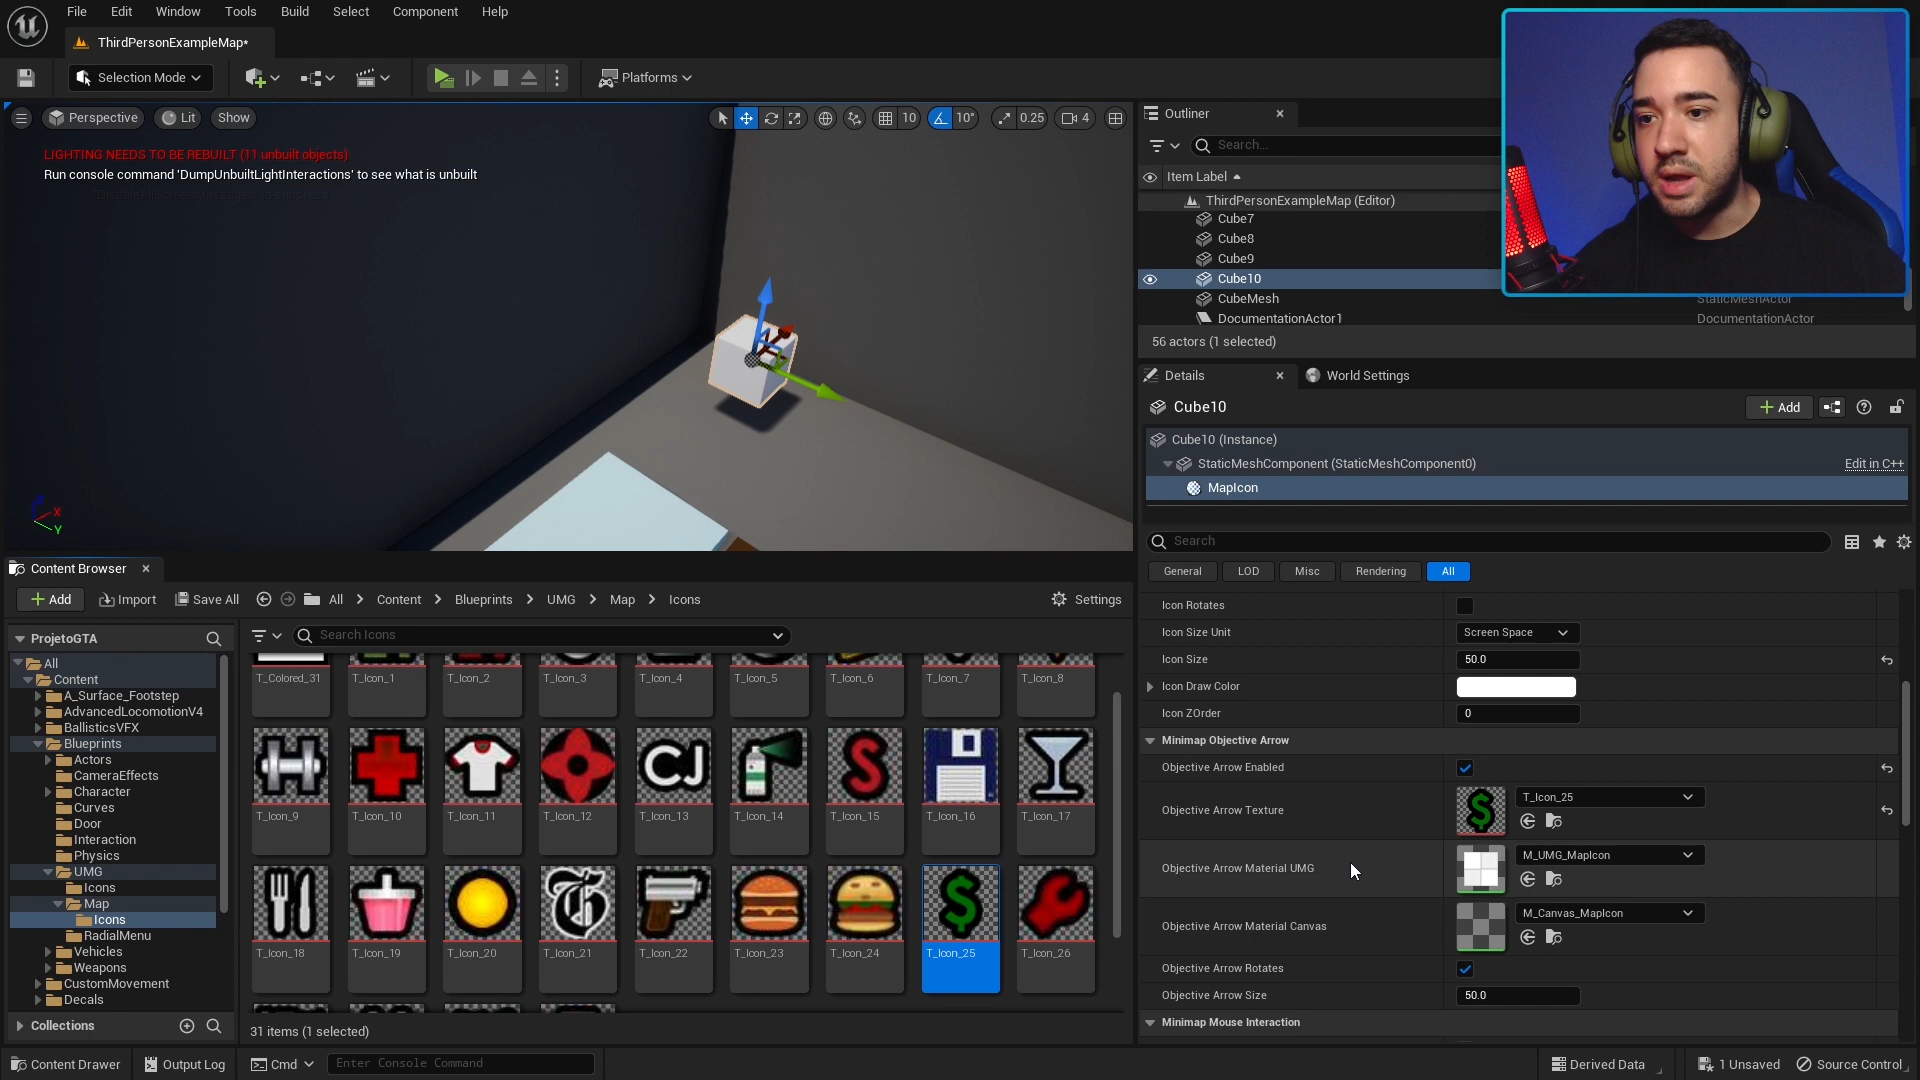 File Edit Window Tools Build Select Component Help
ThirdPersonExampleMap*
Selection Mode
Platforms
Perspective Lit Show
10 10° 0.25 4
LIGHTING NEEDS TO BE REBUILT (11 unbuilt objects)
Run console command 'DumpUnbuiltLightInteractions' to see what is unbuilt
'DisableAllScreenMessages' to suppress
X
Y
Outliner
Search...
Item Label
ThirdPersonExampleMap (Editor)
Cube7
Cube8
Cube9
Cube10
CubeMesh StaticMeshActor
DocumentationActor1 DocumentationActor
56 actors (1 selected)
Details World Settings
Cube10
Add
Cube10 (Instance)
StaticMeshComponent (StaticMeshComponent0) Edit in C++
MapIcon
Search
General LOD Misc Rendering All
Icon Rotates
Icon Size Unit Screen Space
Icon Size 50.0
Icon Draw Color
Icon ZOrder 0
Minimap Objective Arrow
Objective Arrow Enabled
Objective Arrow Texture T_Icon_25
Objective Arrow Material UMG M_UMG_MapIcon
Objective Arrow Material Canvas M_Canvas_MapIcon
Objective Arrow Rotates
Objective Arrow Size 50.0
Minimap Mouse Interaction
Content Browser
Add Import Save All All Content Blueprints UMG Map Icons Settings
ProjetoGTA
All
Content
A_Surface_Footstep
AdvancedLocomotionV4
BallisticsVFX
Blueprints
Actors
CameraEffects
Character
Curves
Door
Interaction
Physics
UMG
Icons
Map
Icons
RadialMenu
Vehicles
Weapons
CustomMovement
Decals
Collections
Search Icons
T_Colored_31 T_Icon_1 T_Icon_2 T_Icon_3 T_Icon_4 T_Icon_5 T_Icon_6 T_Icon_7 T_Icon_8
CJ S
T_Icon_9 T_Icon_10 T_Icon_11 T_Icon_12 T_Icon_13 T_Icon_14 T_Icon_15 T_Icon_16 T_Icon_17
$
T_Icon_18 T_Icon_19 T_Icon_20 T_Icon_21 T_Icon_22 T_Icon_23 T_Icon_24 T_Icon_25 T_Icon_26
31 items (1 selected)
Content Drawer Output Log Cmd Enter Console Command Derived Data 1 Unsaved Source Control